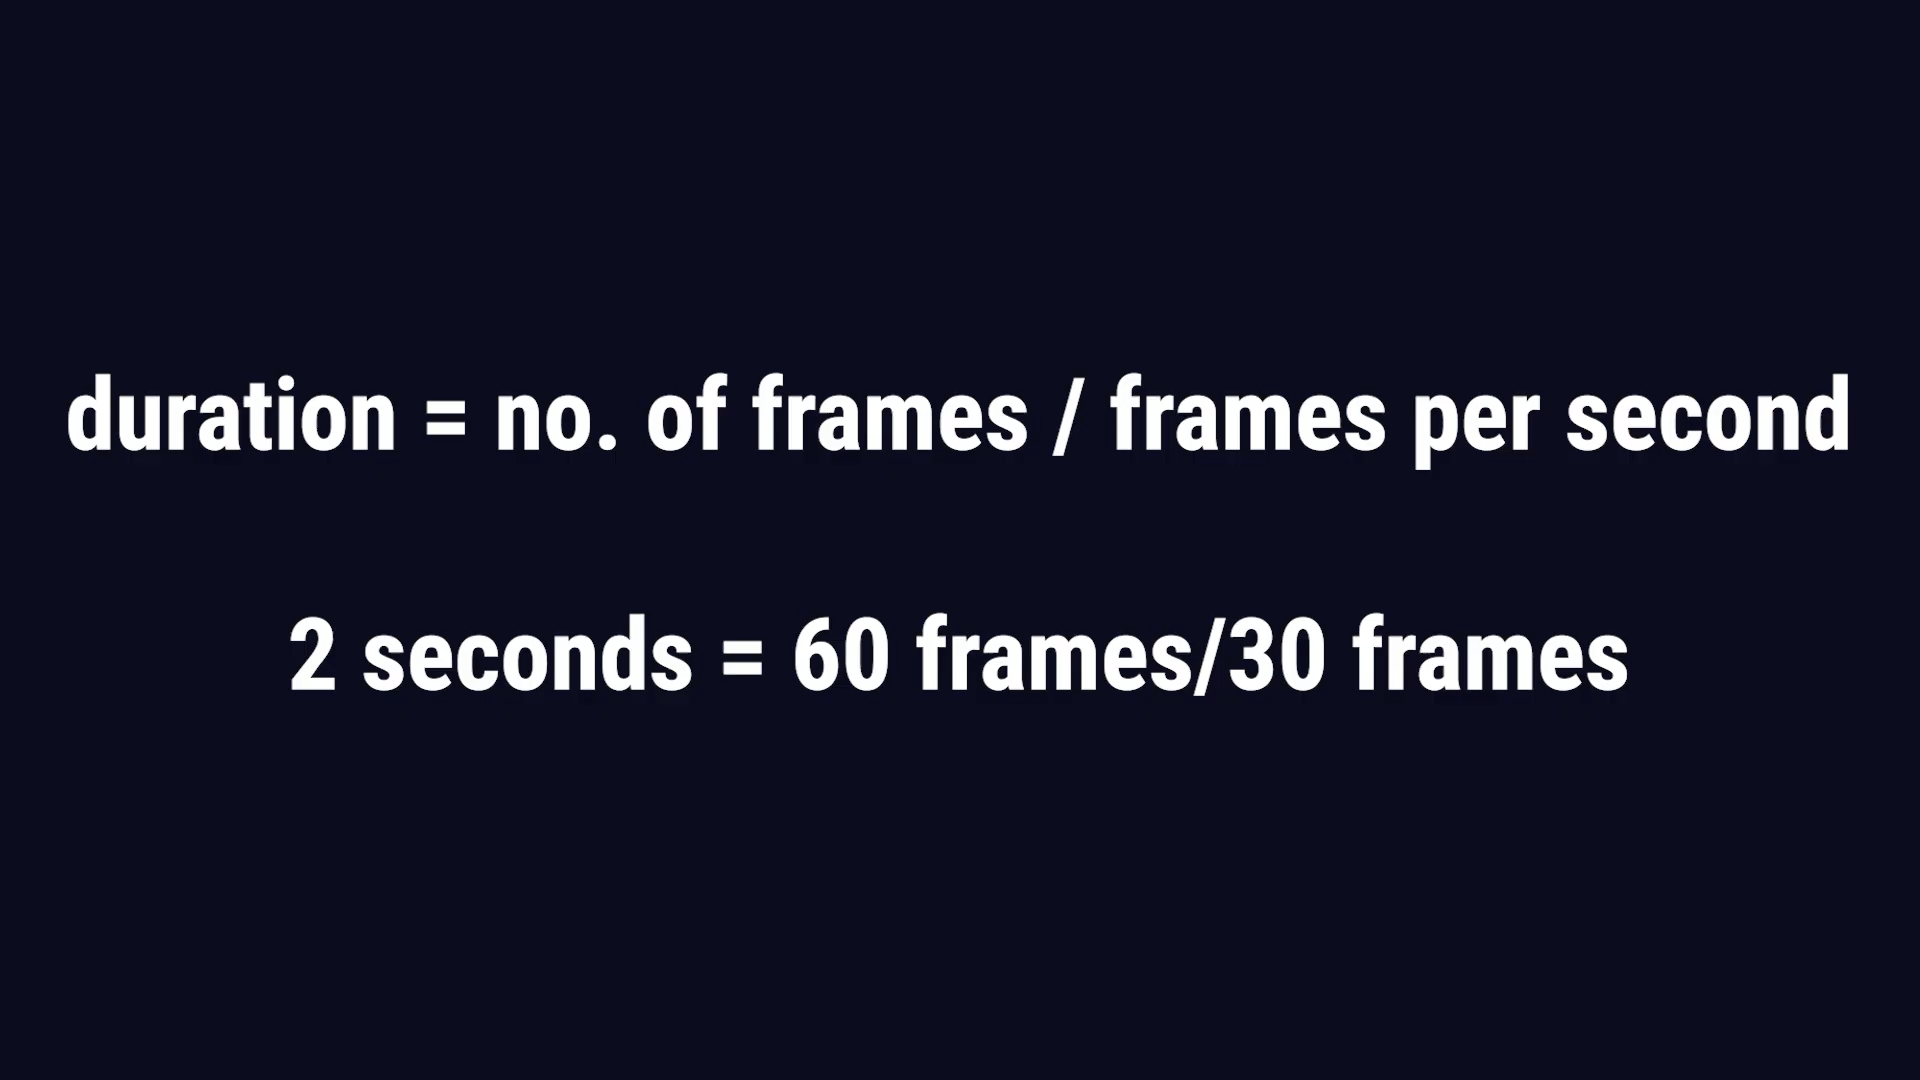 duration = no. of frames / frames per second
2 seconds = 60 frames/30 frames